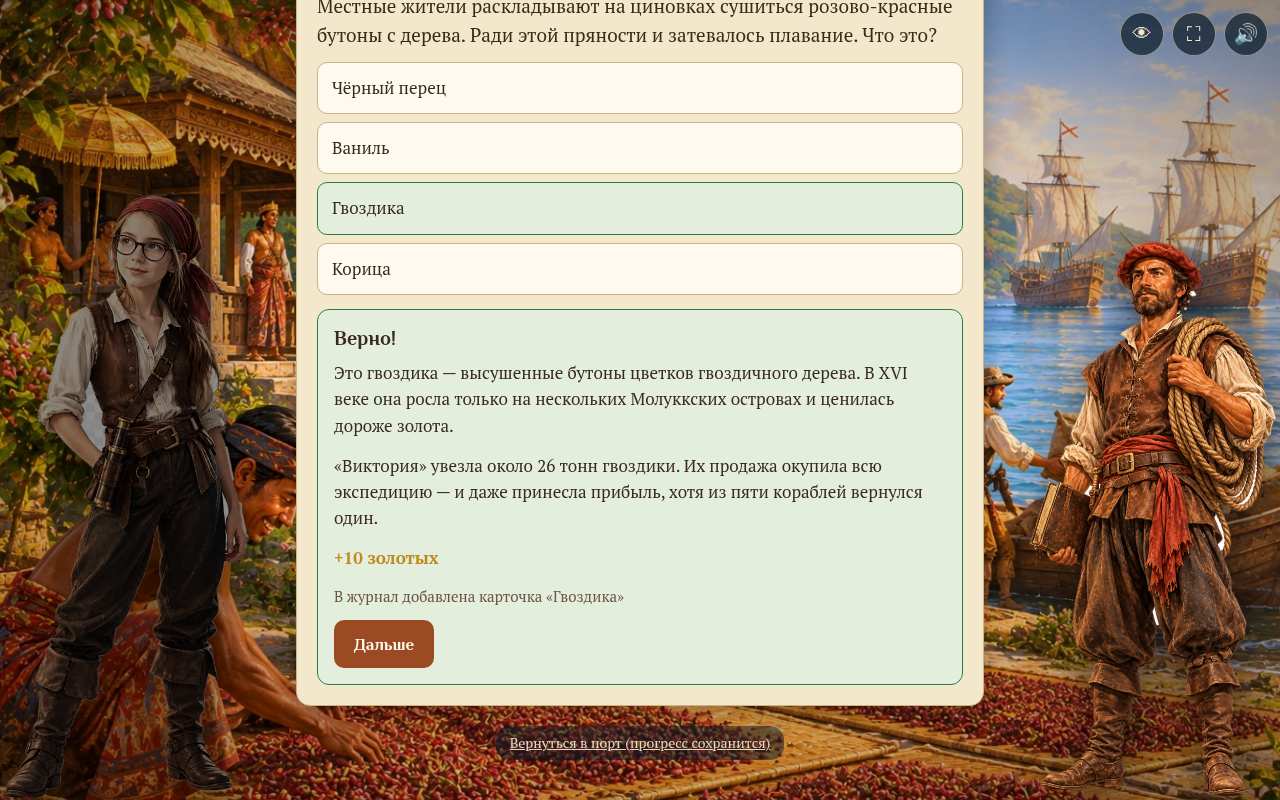 Местные жители раскладывают на циновках сушиться розово-красные
бутоны с дерева. Ради этой пряности и затевалось плавание. Что это?
Чёрный перец
Ваниль
Гвоздика
Корица
Верно!
Это гвоздика — высушенные бутоны цветков гвоздичного дерева. В XVI
веке она росла только на нескольких Молуккских островах и ценилась
дороже золота.
«Виктория» увезла около 26 тонн гвоздики. Их продажа окупила всю
экспедицию — и даже принесла прибыль, хотя из пяти кораблей вернулся
один.
+10 золотых
В журнал добавлена карточка «Гвоздика»
Дальше
Вернуться в порт (прогресс сохранится)